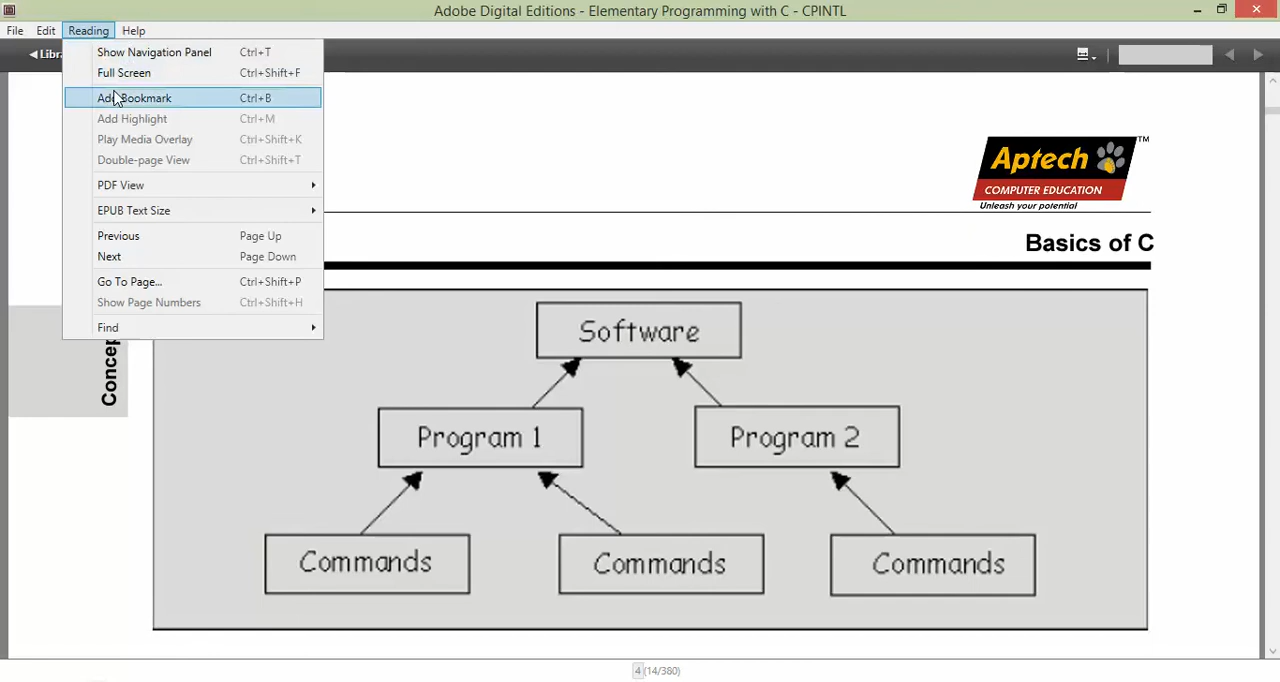 Adobe Digital Editions - Elementary Programming with C - CPINTL
File Edit Reading Help
Show Navigation Panel Ctrl+T
Full Screen Ctrl+Shift+F
Add Bookmark Ctrl+B
Add Highlight Ctrl+M
Play Media Overlay Ctrl+Shift+K
Double-page View Ctrl+Shift+T
PDF View
EPUB Text Size
Previous Page Up
Next Page Down
Go To Page... Ctrl+Shift+P
Show Page Numbers Ctrl+Shift+H
Find
Aptech TM
COMPUTER EDUCATION
Unleash your potential
Basics of C
Software
Program 1 Program 2
Commands Commands Commands
4 (14/380)